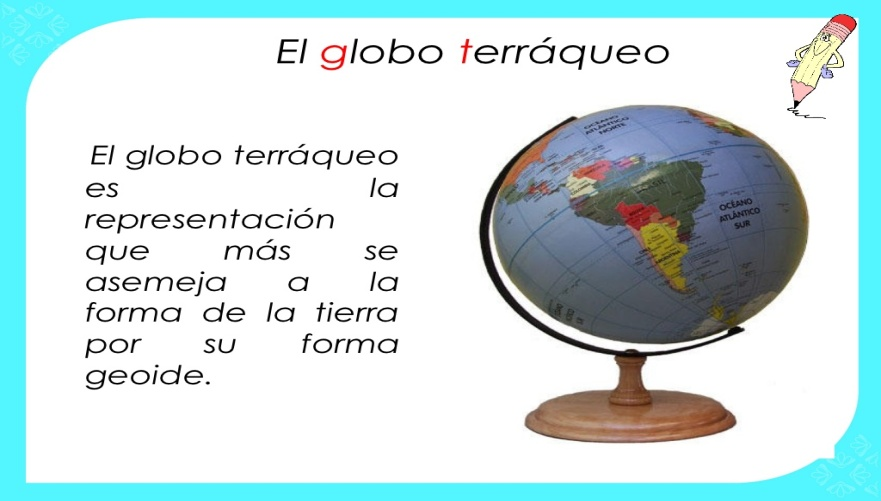 El globo terráqueo
El globo terráqueo
es la
representación
que más se
asemeja a la
forma de la tierra
por su forma
geoide.
OCÉANO
ATLÁNTICO
NORTE
OCÉANO
ATLÁNTICO
SUR